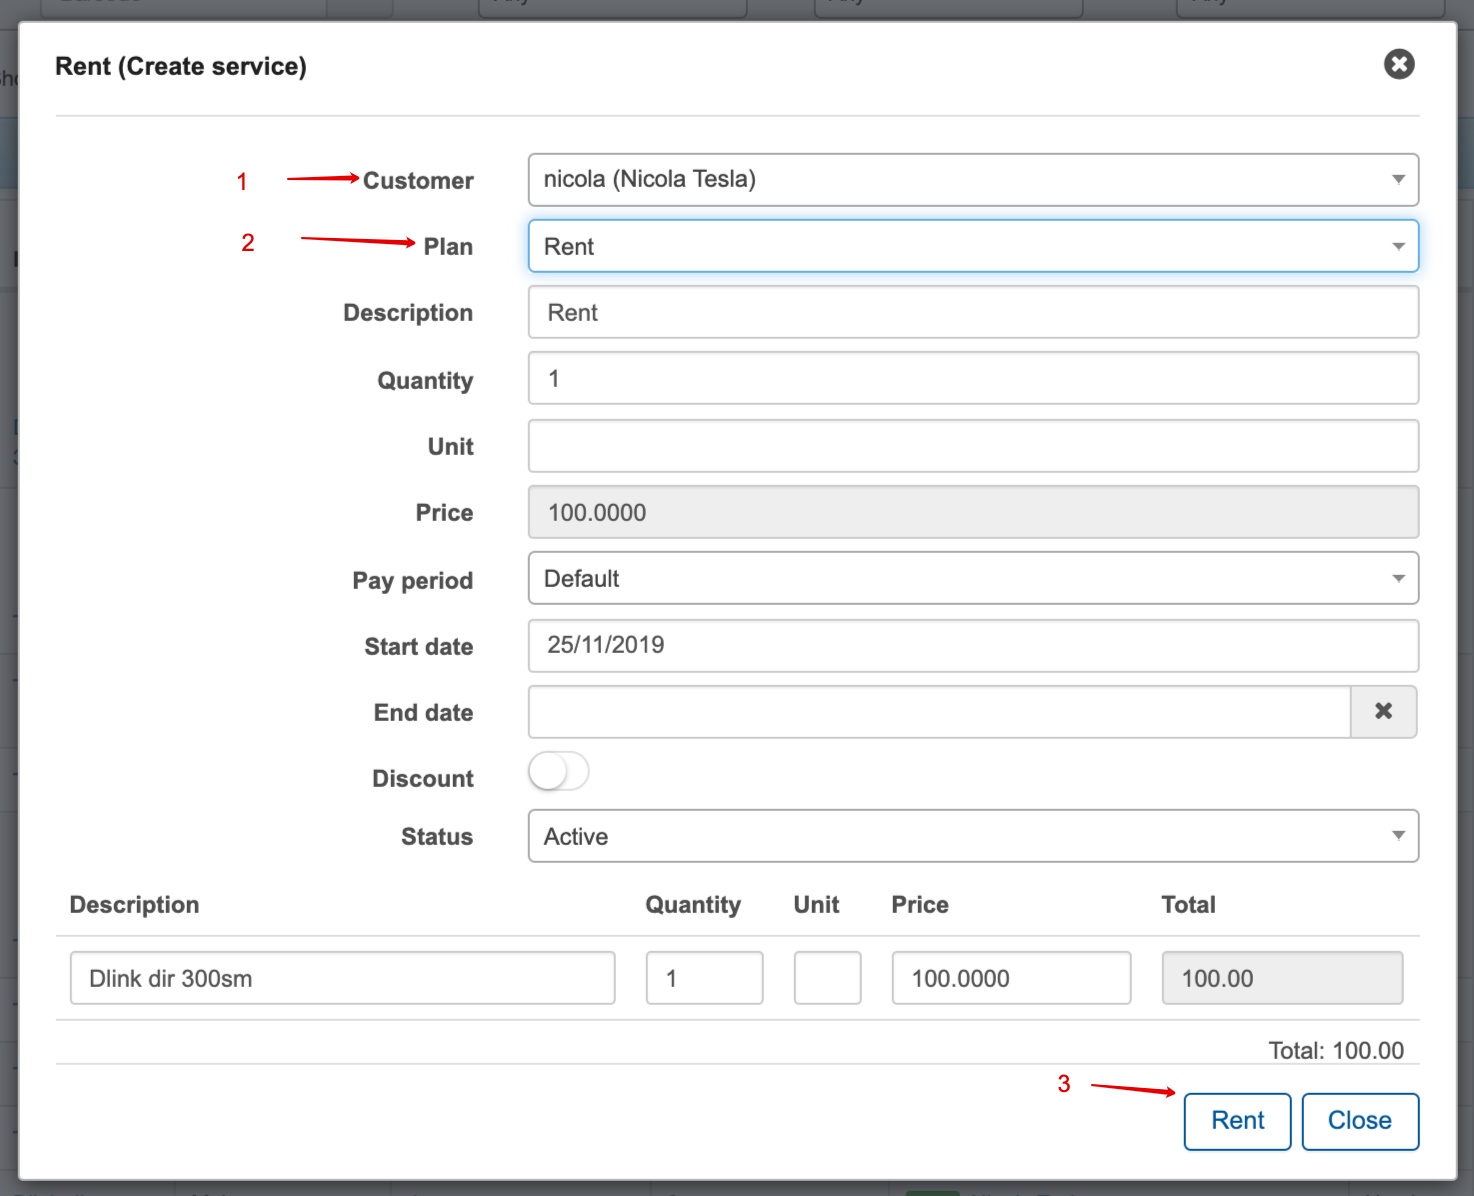 Rent (Create service)
1 Customer nicola (Nicola Tesla)
2 Plan Rent
Description Rent
Quantity 1
Unit
Price 100.0000
Pay period Default
Start date 25/11/2019
End date
Discount
Status Active
Description Quantity Unit Price Total
Dlink dir 300sm 1 100.0000 100.00
Total: 100.00
3
Rent Close